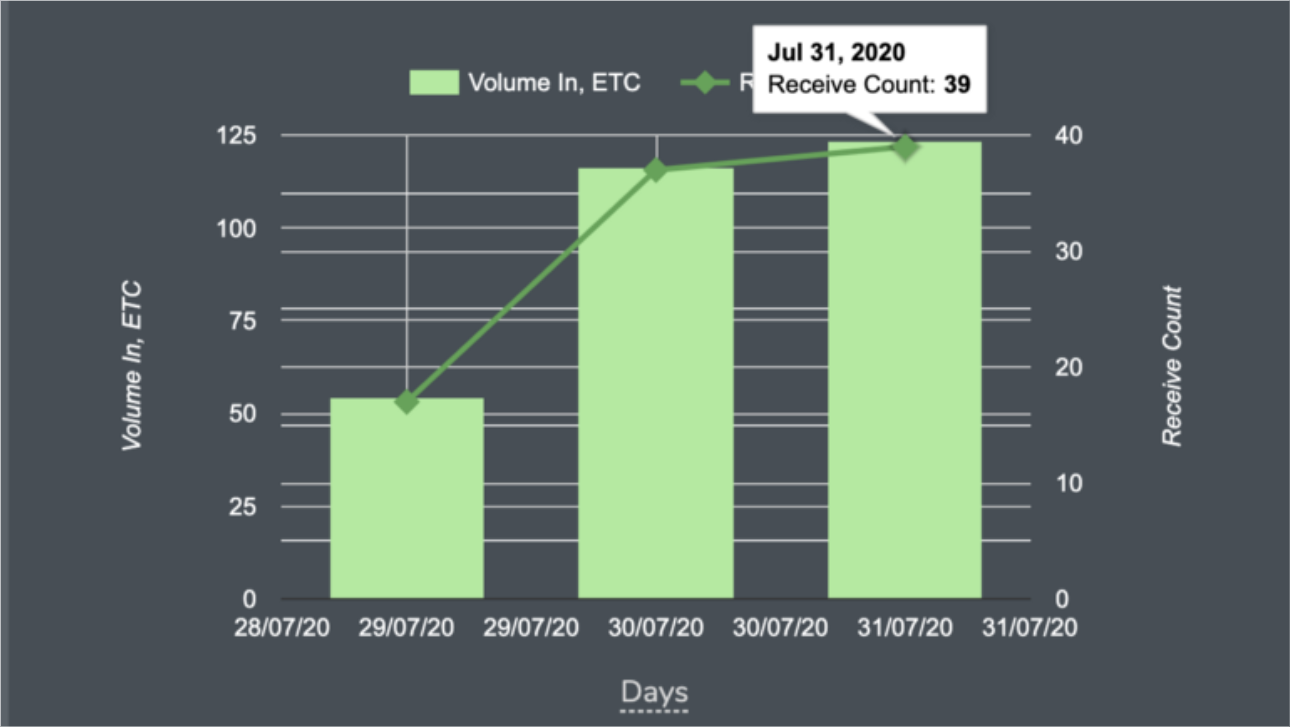 Jul 31, 2020
Receive Count: 39
Volume In, ETC
125
100
75
50
25
0
Volume In, ETC
40
30
20
10
0
Receive Count
28/07/20 29/07/20 29/07/20 30/07/20 30/07/20 31/07/20 31/07/20
Days